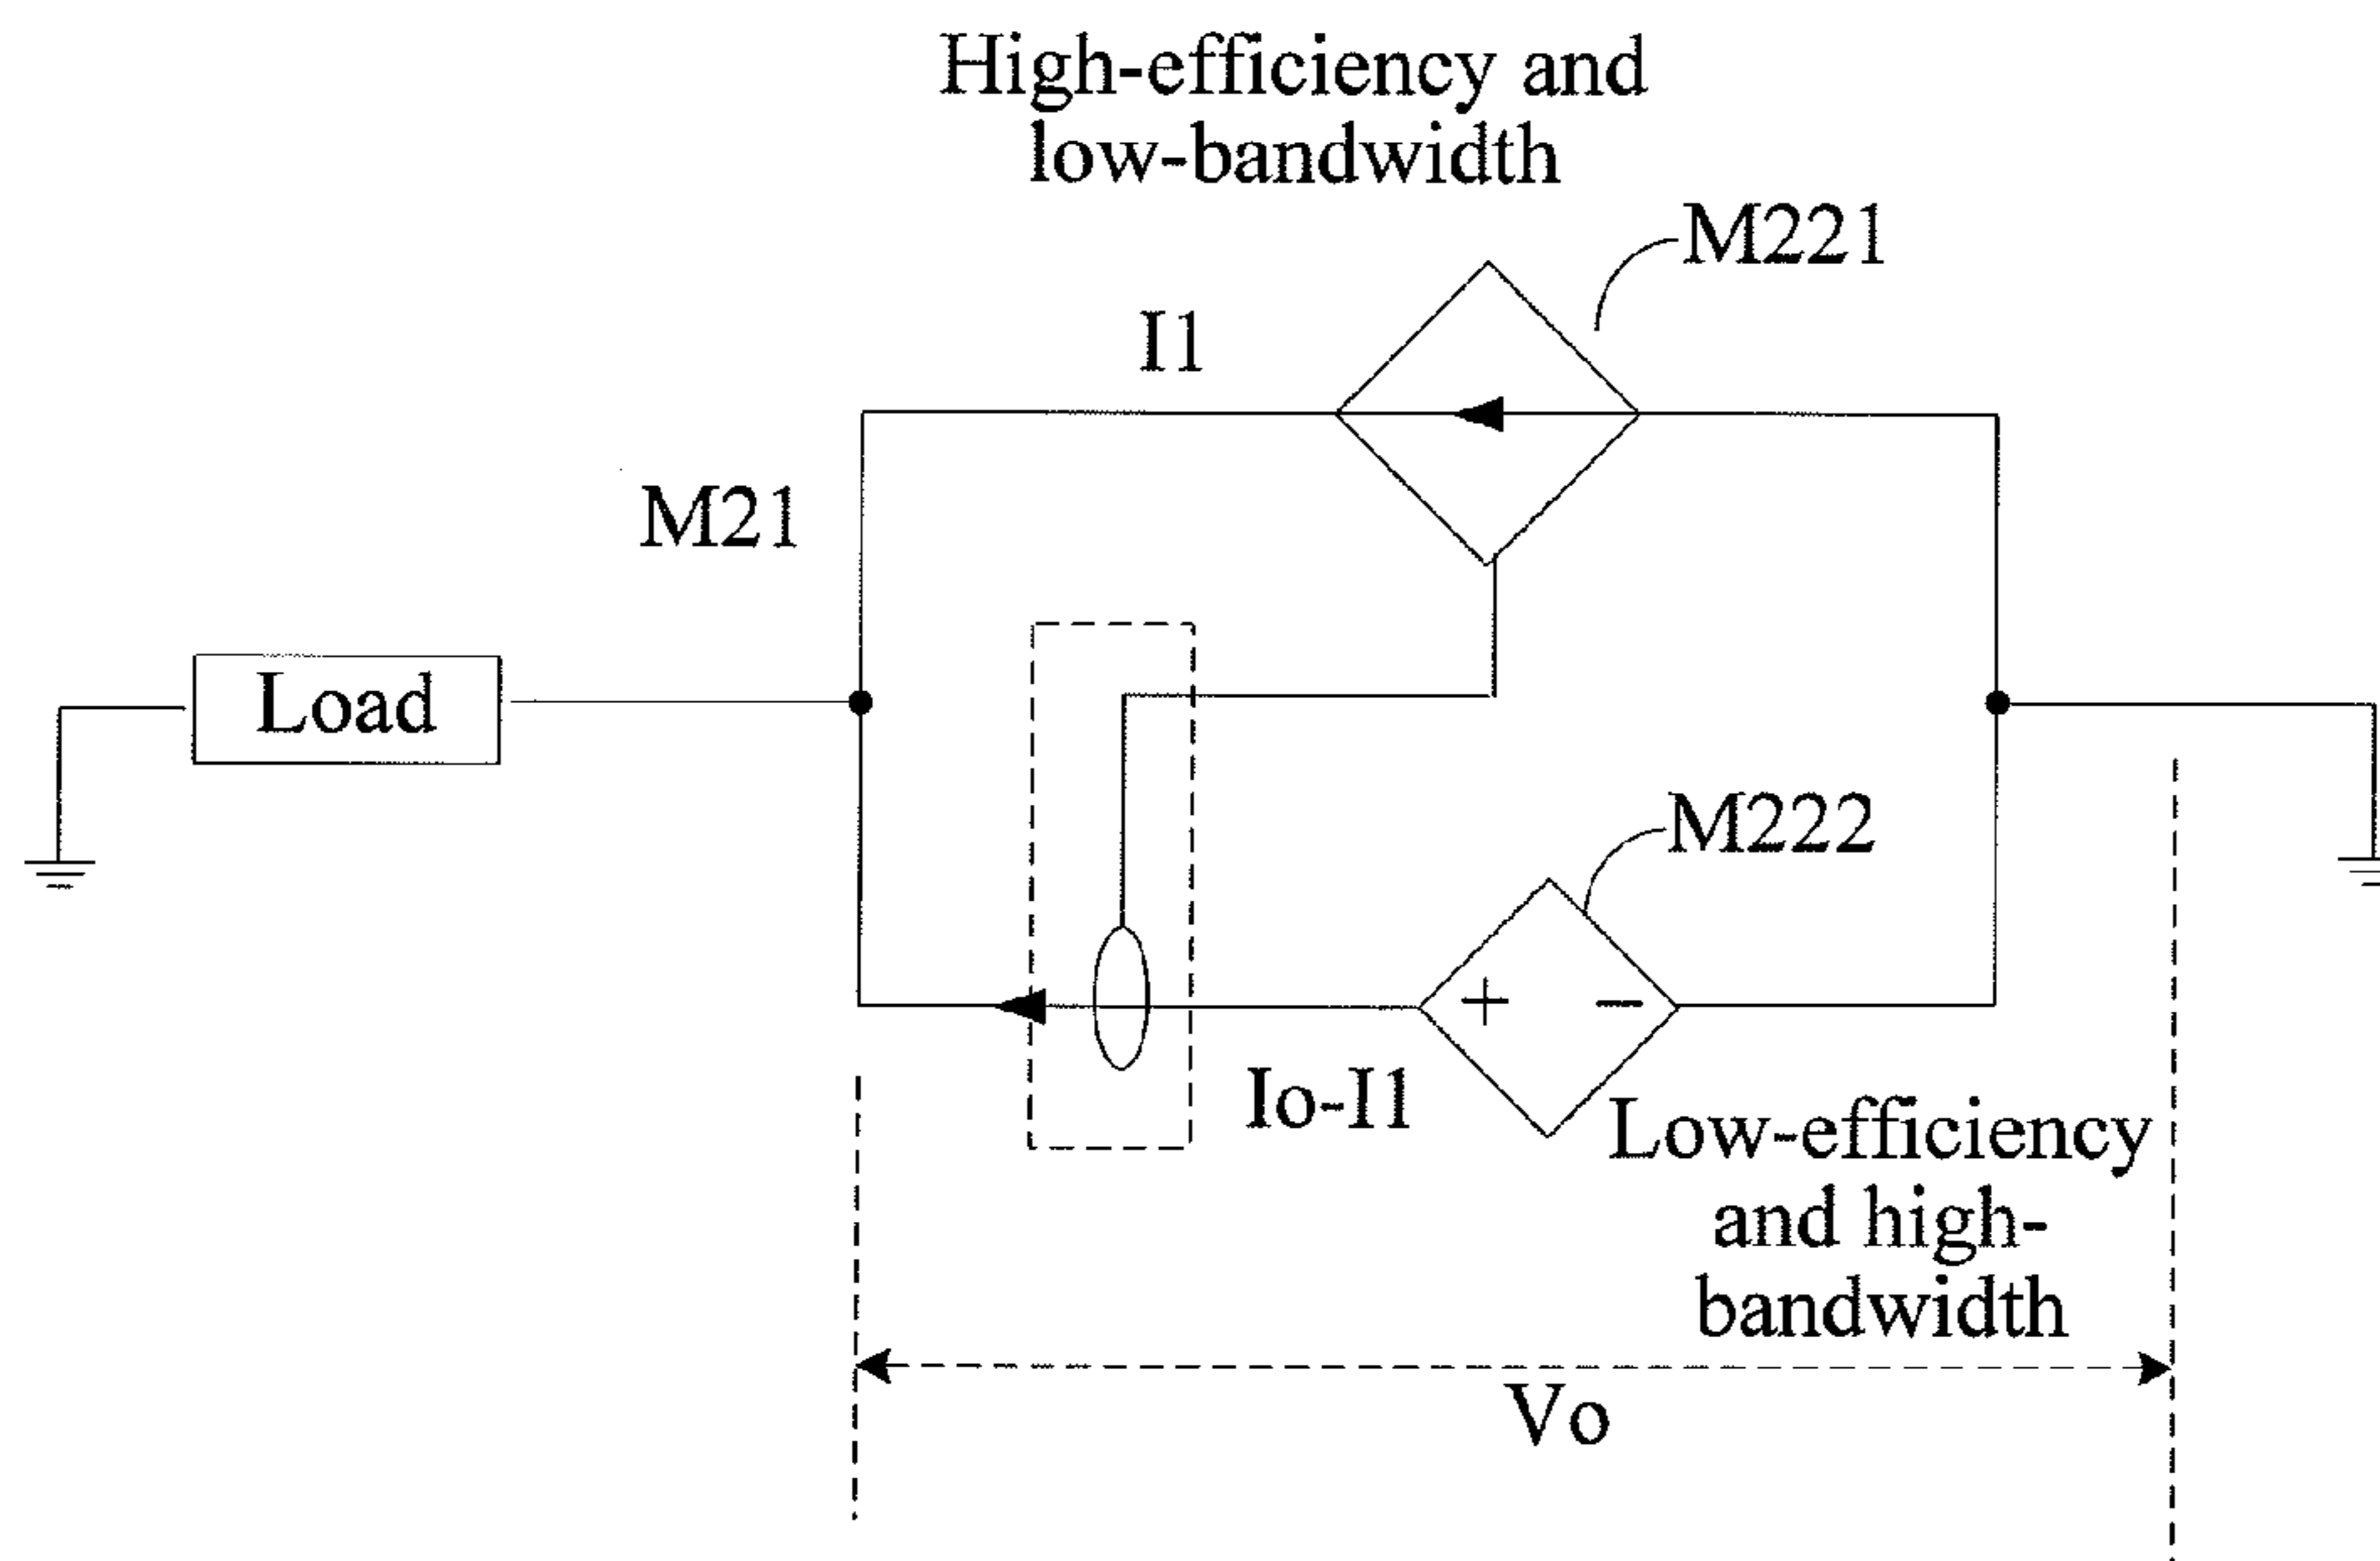 High-efficiency and
low-bandwidth
M221
I1
M21
Load
M222
+ −
Io-I1
Low-efficiency
and high-
bandwidth
Vo